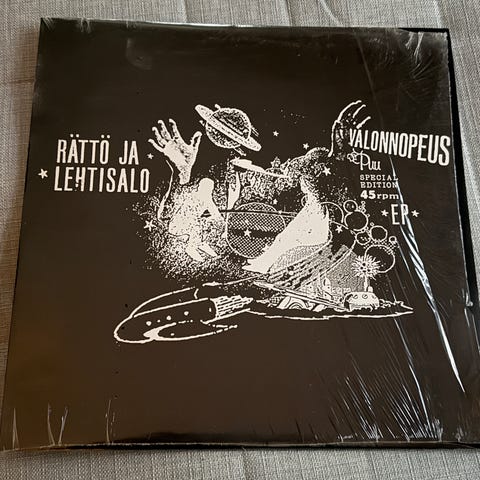 RÄTTÖ JA
LEHTISALO
VALONNOPEUS
& Puu
SPECIAL
EDITION
45rpm
EP